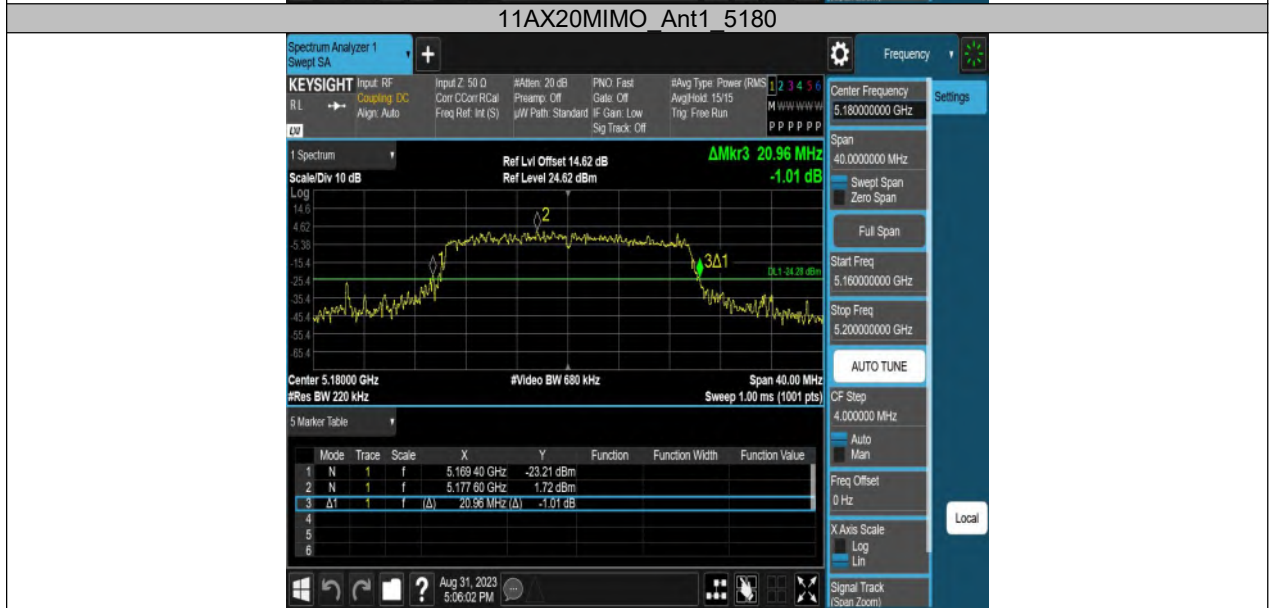 11AX20MIMO_Ant1_5180
Spectrum Analyzer 1
Swept SA
+
Frequency
KEYSIGHT
RL
LXI
Input: RF
Coupling: DC
Align: Auto
Input Z: 50 Ω
Corr CCorr RCal
Freq Ref: Int (S)
#Atten: 20 dB
Preamp: Off
µW Path: Standard
PNO: Fast
Gate: Off
IF Gain: Low
Sig Track: Off
#Avg Type: Power (RMS
Avg|Hold: 15/15
Trig: Free Run
1 2 3 4 5 6
M W W W W W
P P P P P P
Center Frequency
5.180000000 GHz
Settings
Span
40.0000000 MHz
Swept Span
Zero Span
Full Span
Start Freq
5.160000000 GHz
Stop Freq
5.200000000 GHz
AUTO TUNE
CF Step
4.000000 MHz
Auto
Man
Freq Offset
0 Hz
X Axis Scale
Log
Lin
Signal Track
(Span Zoom)
Local
1 Spectrum
Scale/Div 10 dB
Ref Lvl Offset 14.62 dB
Ref Level 24.62 dBm
ΔMkr3 20.96 MHz
-1.01 dB
Log
14.6
4.62
-5.38
-15.4
-25.4
-35.4
-45.4
-55.4
-65.4
1
2
3Δ1
DL1 -24.28 dBm
Center 5.18000 GHz
#Video BW 680 kHz
Span 40.00 MHz
#Res BW 220 kHz
Sweep 1.00 ms (1001 pts)
5 Marker Table
Mode Trace Scale X Y Function Function Width Function Value
1 N 1 f 5.169 40 GHz -23.21 dBm
2 N 1 f 5.177 60 GHz 1.72 dBm
3 Δ1 1 f (Δ) 20.96 MHz (Δ) -1.01 dB
4
5
6
?
Aug 31, 2023
5:06:02 PM